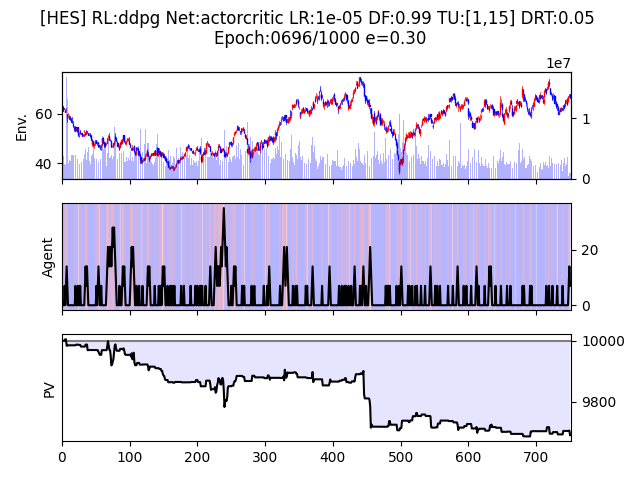 [HES] RL:ddpg Net:actorcritic LR:1e-05 DF:0.99 TU:[1,15] DRT:0.05
Epoch:0696/1000 e=0.30
1e7
Env.
60
40
1
0
Agent
20
0
PV
10000
9800
0 100 200 300 400 500 600 700